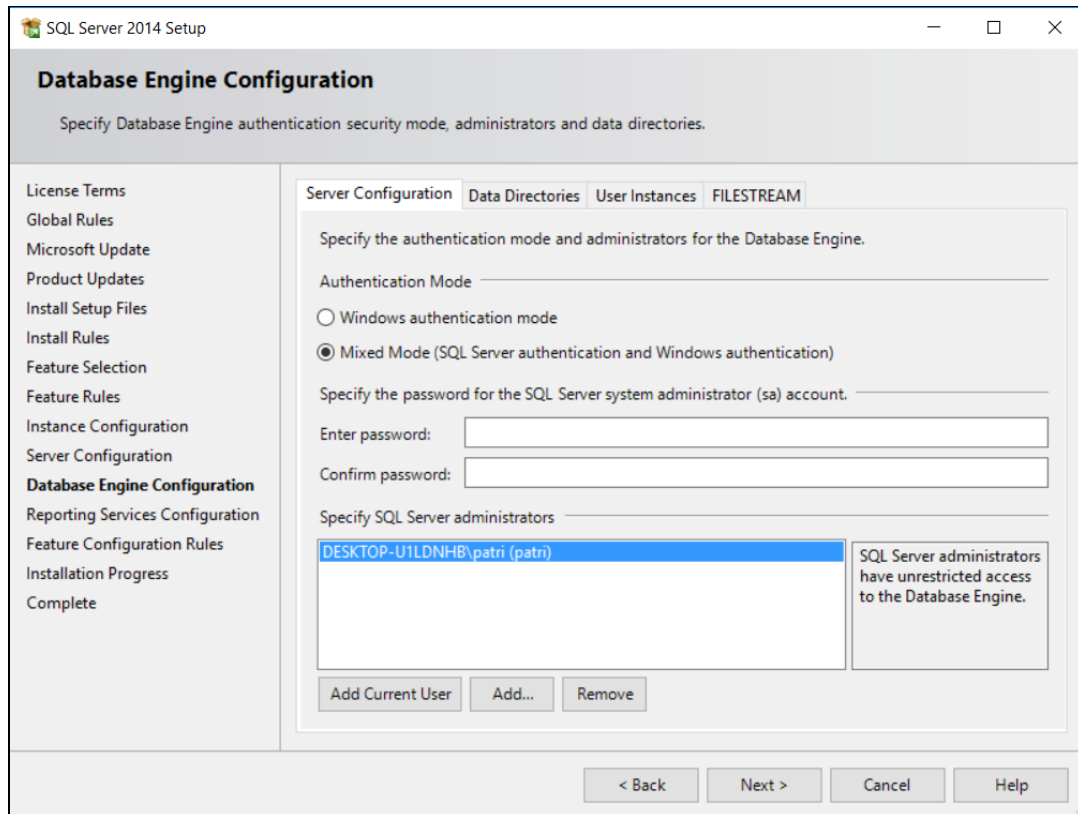 SQL Server 2014 Setup
Database Engine Configuration
Specify Database Engine authentication security mode, administrators and data directories.
License Terms
Global Rules
Microsoft Update
Product Updates
Install Setup Files
Install Rules
Feature Selection
Feature Rules
Instance Configuration
Server Configuration
Database Engine Configuration
Reporting Services Configuration
Feature Configuration Rules
Installation Progress
Complete
Server Configuration Data Directories User Instances FILESTREAM
Specify the authentication mode and administrators for the Database Engine.
Authentication Mode
Windows authentication mode
Mixed Mode (SQL Server authentication and Windows authentication)
Specify the password for the SQL Server system administrator (sa) account.
Enter password:
Confirm password:
Specify SQL Server administrators
DESKTOP-U1LDNHB\patri (patri)
SQL Server administrators
have unrestricted access
to the Database Engine.
Add Current User Add... Remove
< Back Next > Cancel Help